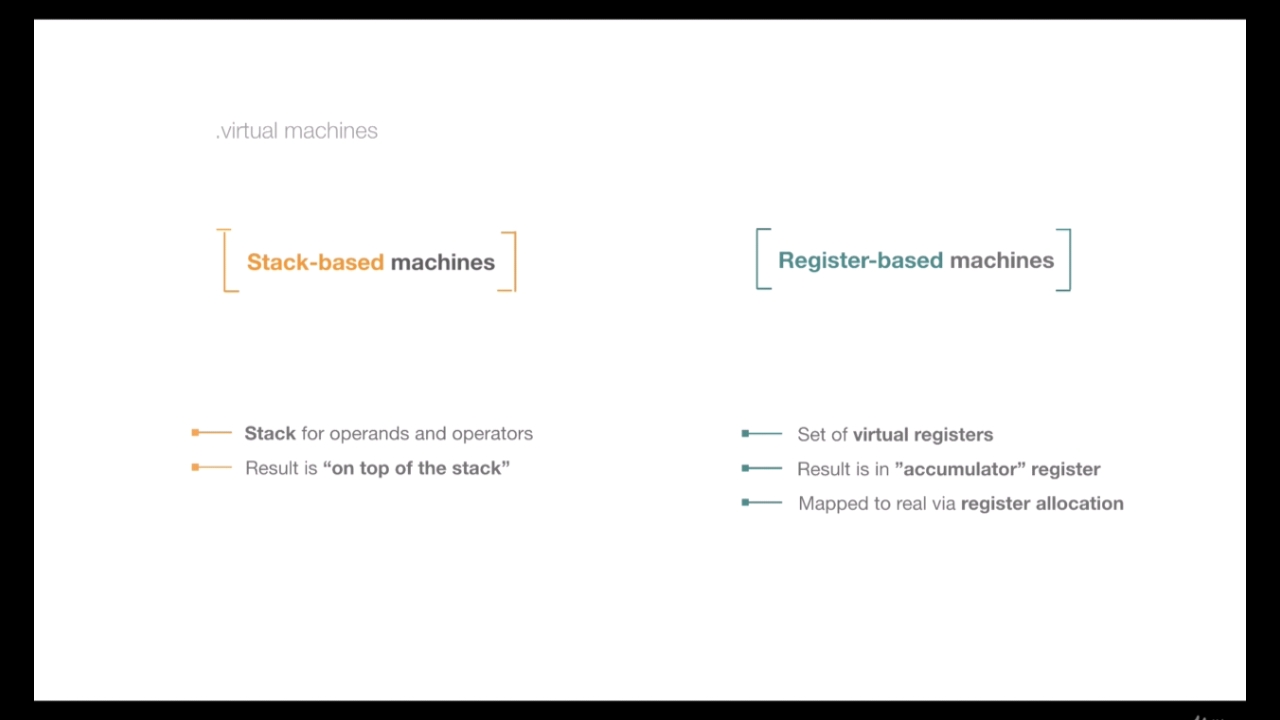 .virtual machines
Stack-based machines
Stack for operands and operators
Result is “on top of the stack”
Register-based machines
Set of virtual registers
Result is in ”accumulator” register
Mapped to real via register allocation